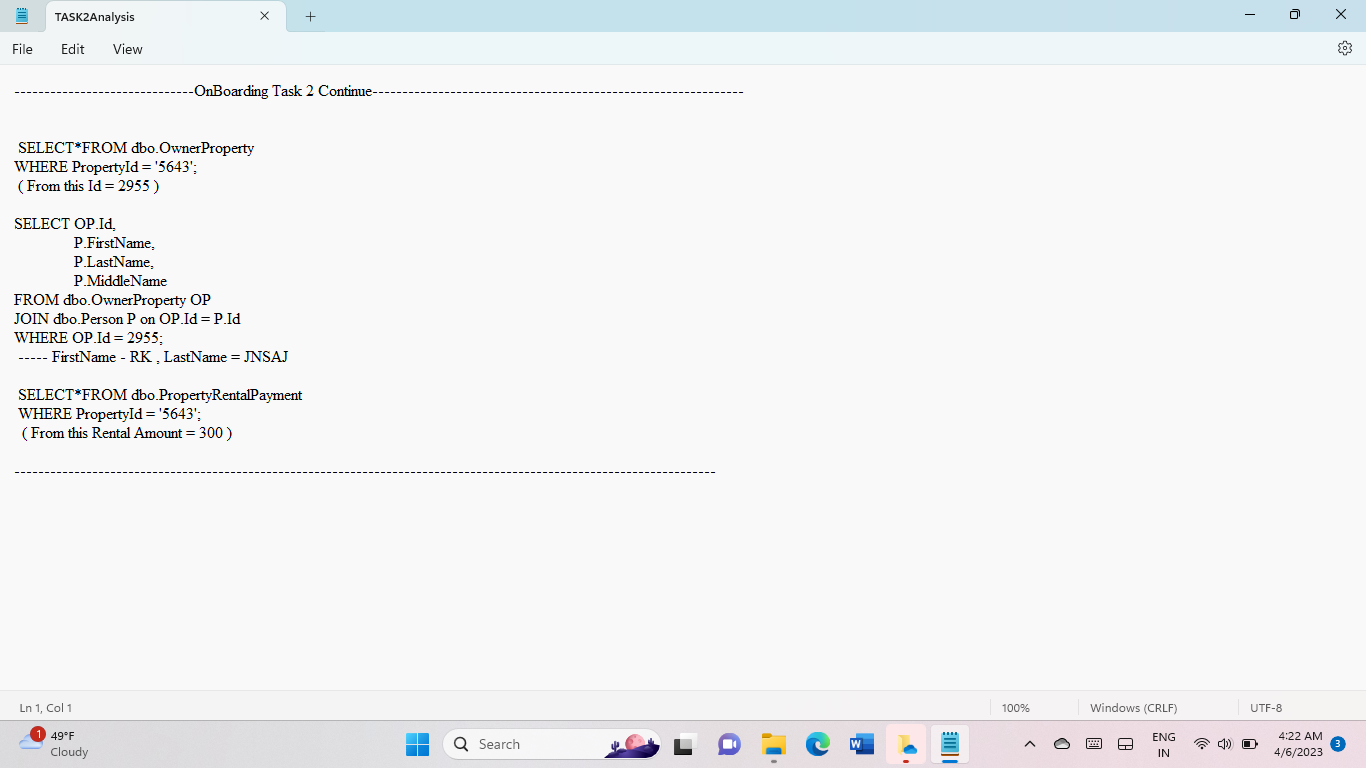 TASK2Analysis
File Edit View
------------------------------OnBoarding Task 2 Continue--------------------------------------------------------------
SELECT*FROM dbo.OwnerProperty
WHERE PropertyId = '5643';
( From this Id = 2955 )
SELECT OP.Id,
P.FirstName,
P.LastName,
P.MiddleName
FROM dbo.OwnerProperty OP
JOIN dbo.Person P on OP.Id = P.Id
WHERE OP.Id = 2955;
----- FirstName - RK , LastName = JNSAJ
SELECT*FROM dbo.PropertyRentalPayment
WHERE PropertyId = '5643';
( From this Rental Amount = 300 )
---------------------------------------------------------------------------------------------------------------------
Ln 1, Col 1 100% Windows (CRLF) UTF-8
1 49°F
Cloudy
Search
ENG
IN
4:22 AM
4/6/2023
3